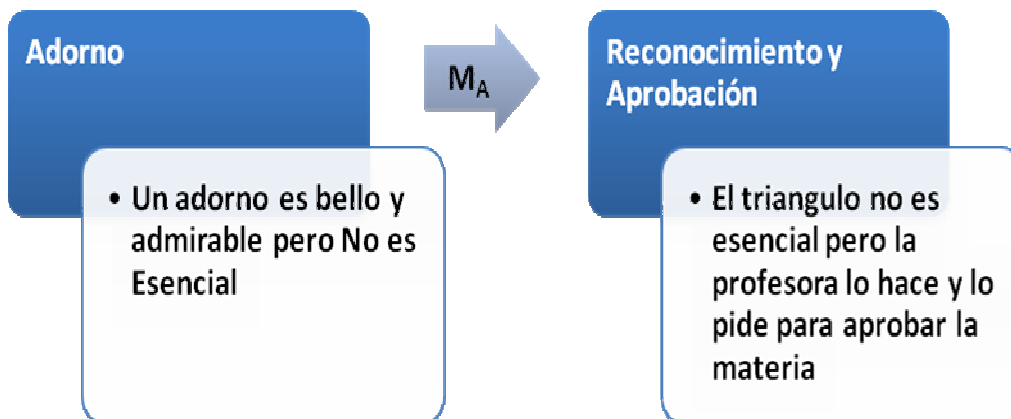 Adorno
• Un adorno es bello y
admirable pero No es
Esencial
M_A
Reconocimiento y
Aprobación
• El triangulo no es
esencial pero la
profesora lo hace y lo
pide para aprobar la
materia